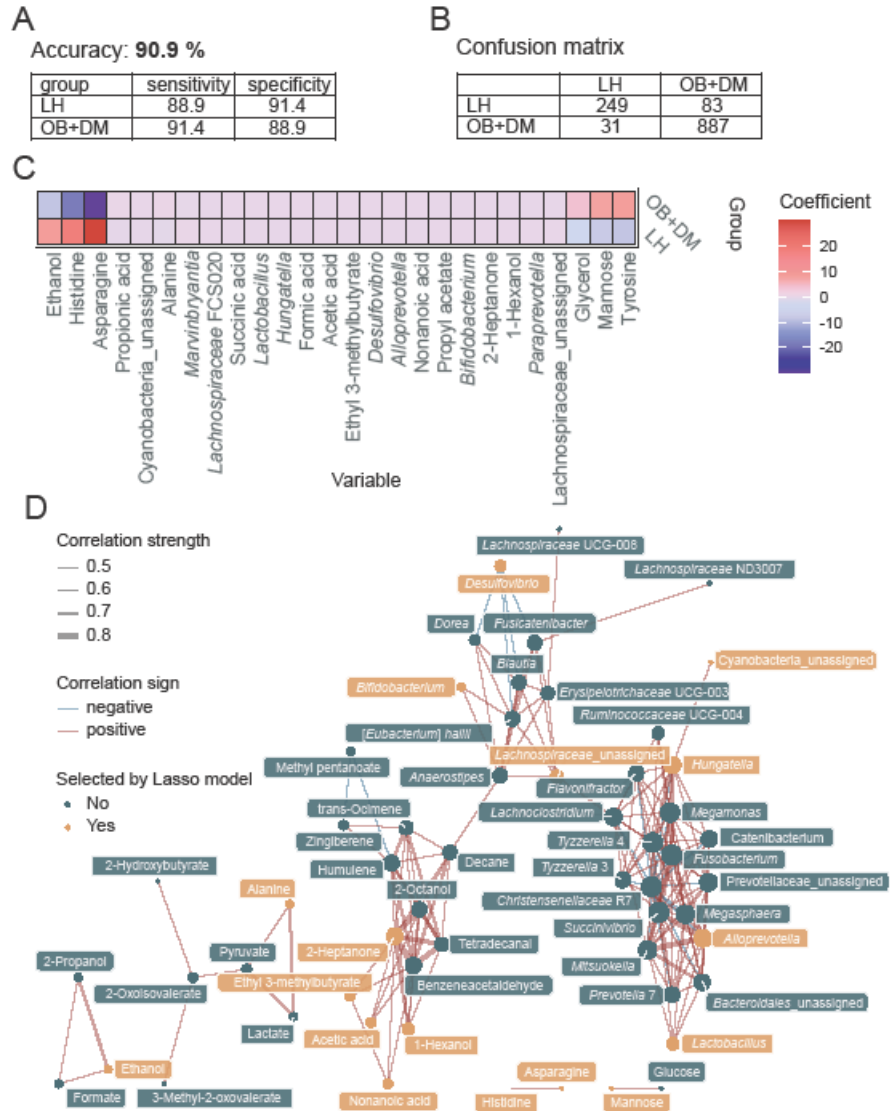 A
Accuracy: 90.9 %
group sensitivity specificity
LH 88.9 91.4
OB+DM 91.4 88.9
B
Confusion matrix
LH OB+DM
LH 249 83
OB+DM 31 887
C
OB+DM
LH
Group
Coefficient
20
10
0
-10
-20
Ethanol
Histidine
Asparagine
Propionic acid
Cyanobacteria_unassigned
Alanine
Marvinbryantia
Lachnospiraceae FCS020
Succinic acid
Lactobacillus
Hungatella
Formic acid
Acetic acid
Ethyl 3-methylbutyrate
Desulfovibrio
Alloprevotella
Nonanoic acid
Propyl acetate
Bifidobacterium
2-Heptanone
1-Hexanol
Paraprevotella
Lachnospiraceae_unassigned
Glycerol
Mannose
Tyrosine
Variable
D
Correlation strength
0.5
0.6
0.7
0.8
Correlation sign
negative
positive
Selected by Lasso model
No
Yes
Lachnospiraceae UCG-008
Lachnospiraceae ND3007
Desulfovibrio
Dorea
Fusicatenibacter
Blautia
Cyanobacteria_unassigned
Bifidobacterium
Erysipelotrichaceae UCG-003
Ruminococcaceae UCG-004
[Eubacterium] hallii
Lachnospiraceae_unassigned
Methyl pentanoate
Anaerostipes
Flavonifractor
Hungatella
trans-Ocimene
Lachnoclostridium
Megamonas
Zingiberene
Tyzzerella 4
Catenibacterium
Humulene
Decane
Tyzzerella 3
Fusobacterium
2-Hydroxybutyrate
Prevotellaceae_unassigned
Alanine
2-Octanol
Christensenellaceae R7
Megasphaera
Succinivibrio
Alloprevotella
Pyruvate
2-Heptanone
Tetradecanal
2-Propanol
Mitsuokella
Ethyl 3-methylbutyrate
Benzeneacetaldehyde
2-Oxoisovalerate
Prevotella 7
Bacteroidales_unassigned
Lactate
Acetic acid
1-Hexanol
Lactobacillus
Ethanol
Asparagine
Glucose
Formate
3-Methyl-2-oxovalerate
Nonanoic acid
Histidine
Mannose